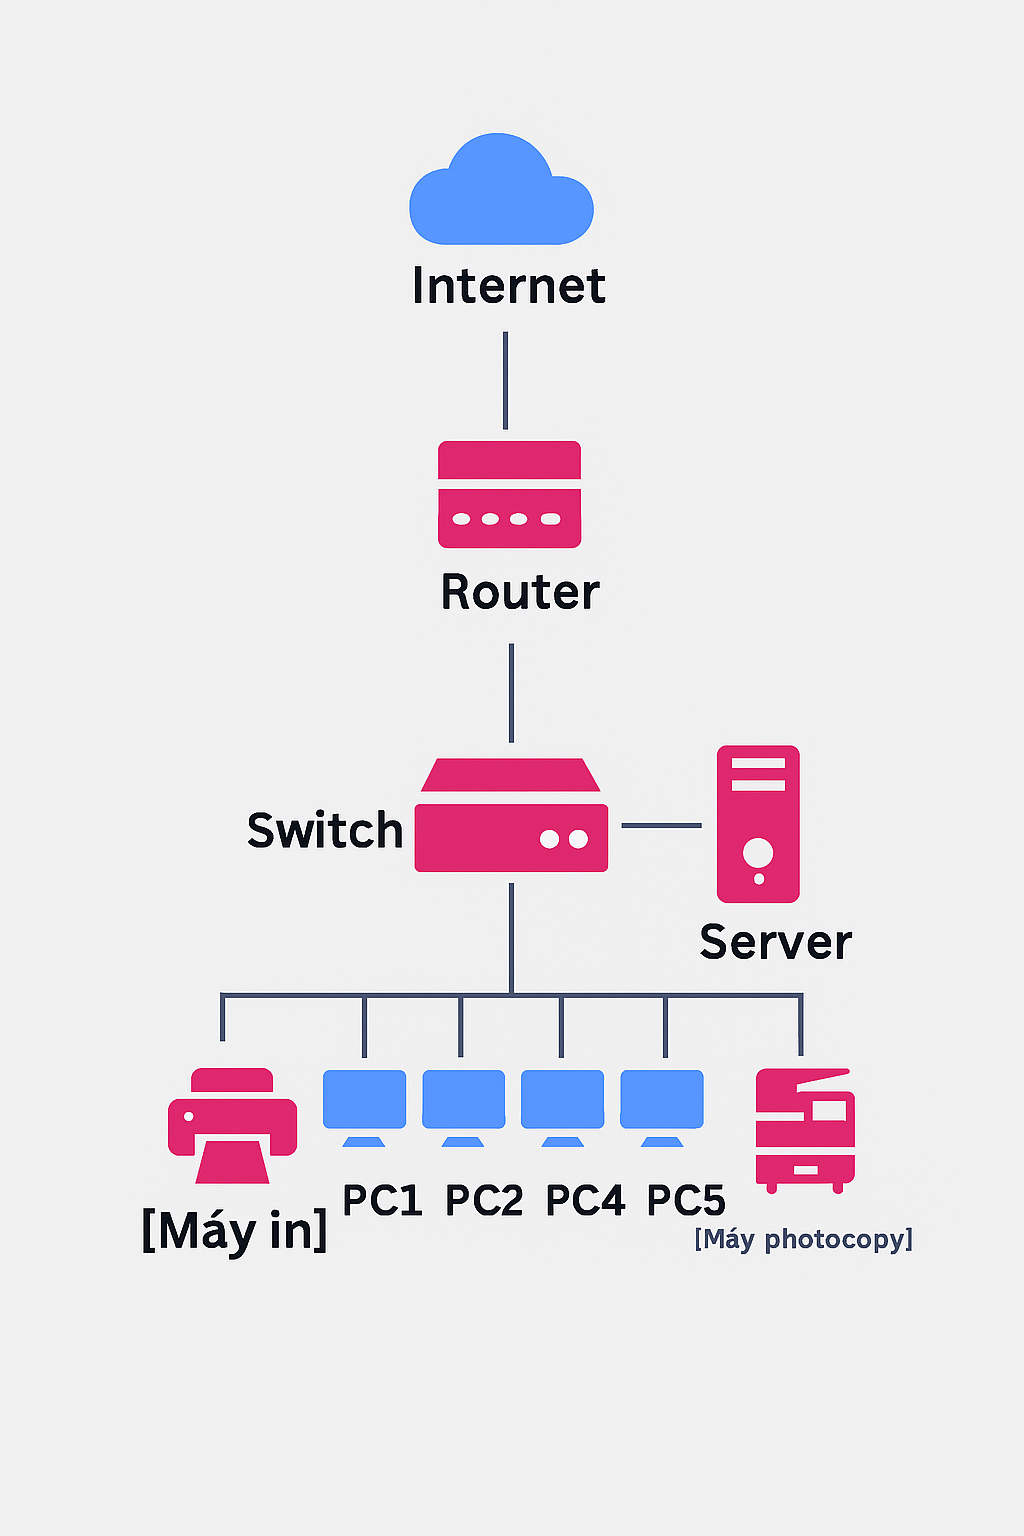 Internet
Router
Switch
Server
[Máy in]
PC1
PC2
PC4
PC5
[Máy photocopy]